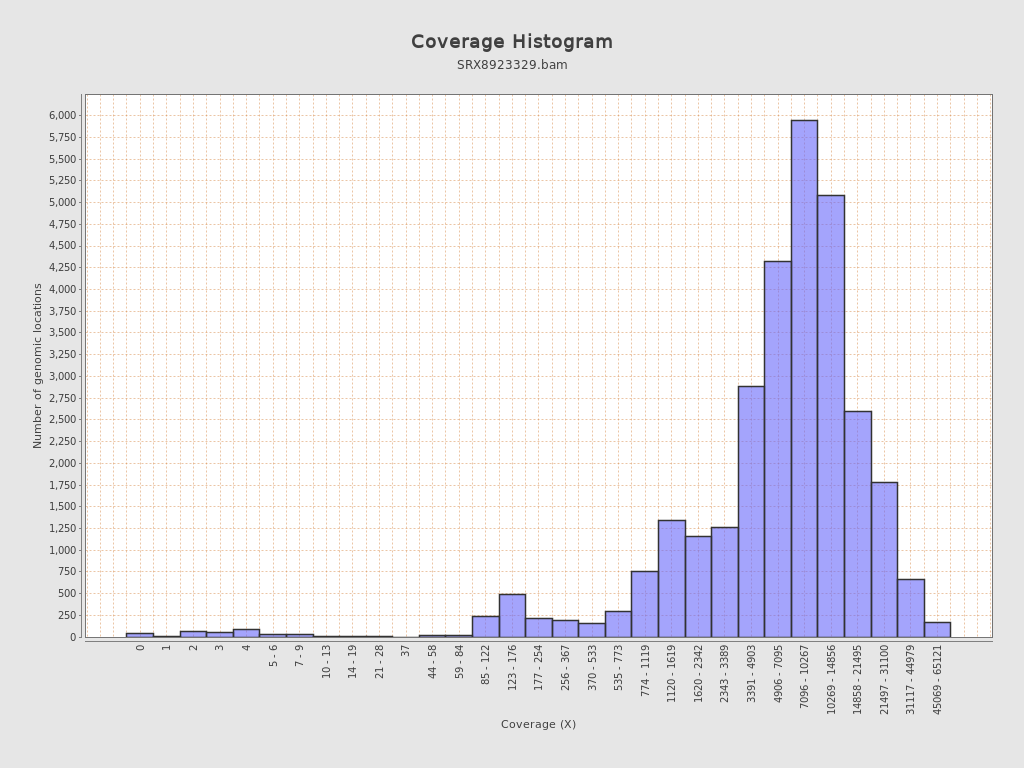 Coverage Histogram
SRX8923329.bam
Number of genomic locations
6,000
5,750
5,500
5,250
5,000
4,750
4,500
4,250
4,000
3,750
3,500
3,250
3,000
2,750
2,500
2,250
2,000
1,750
1,500
1,250
1,000
750
500
250
0
0
1
2
3
4
5 - 6
7 - 9
10 - 13
14 - 19
21 - 28
37
44 - 58
59 - 84
85 - 122
123 - 176
177 - 254
256 - 367
370 - 533
535 - 773
774 - 1119
1120 - 1619
1620 - 2342
2343 - 3389
3391 - 4903
4906 - 7095
7096 - 10267
10269 - 14856
14858 - 21495
21497 - 31100
31117 - 44979
45069 - 65121
Coverage (X)